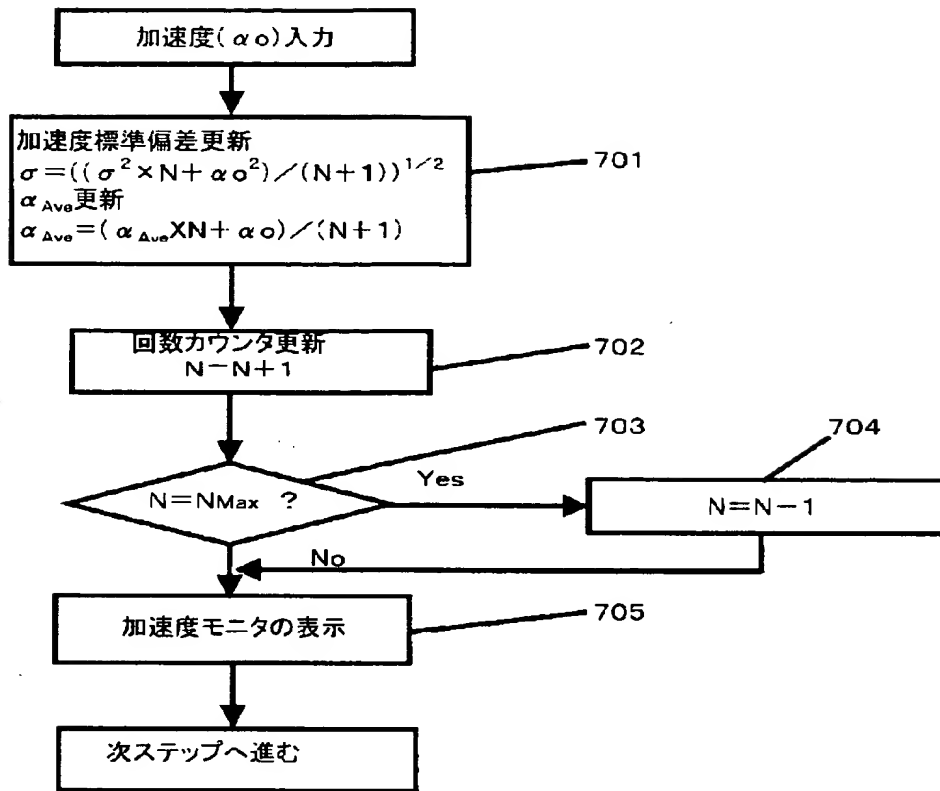 加速度(αo)入力
加速度標準偏差更新
σ=((σ²×N+αo²)/(N+1))^1/2
αAve更新
αAve=(αAveXN+αo)/(N+1)
701
回数カウンタ更新
N−N+1
702
703
704
N=NMax ?
Yes
N=N−1
No
加速度モニタの表示
705
次ステップへ進む